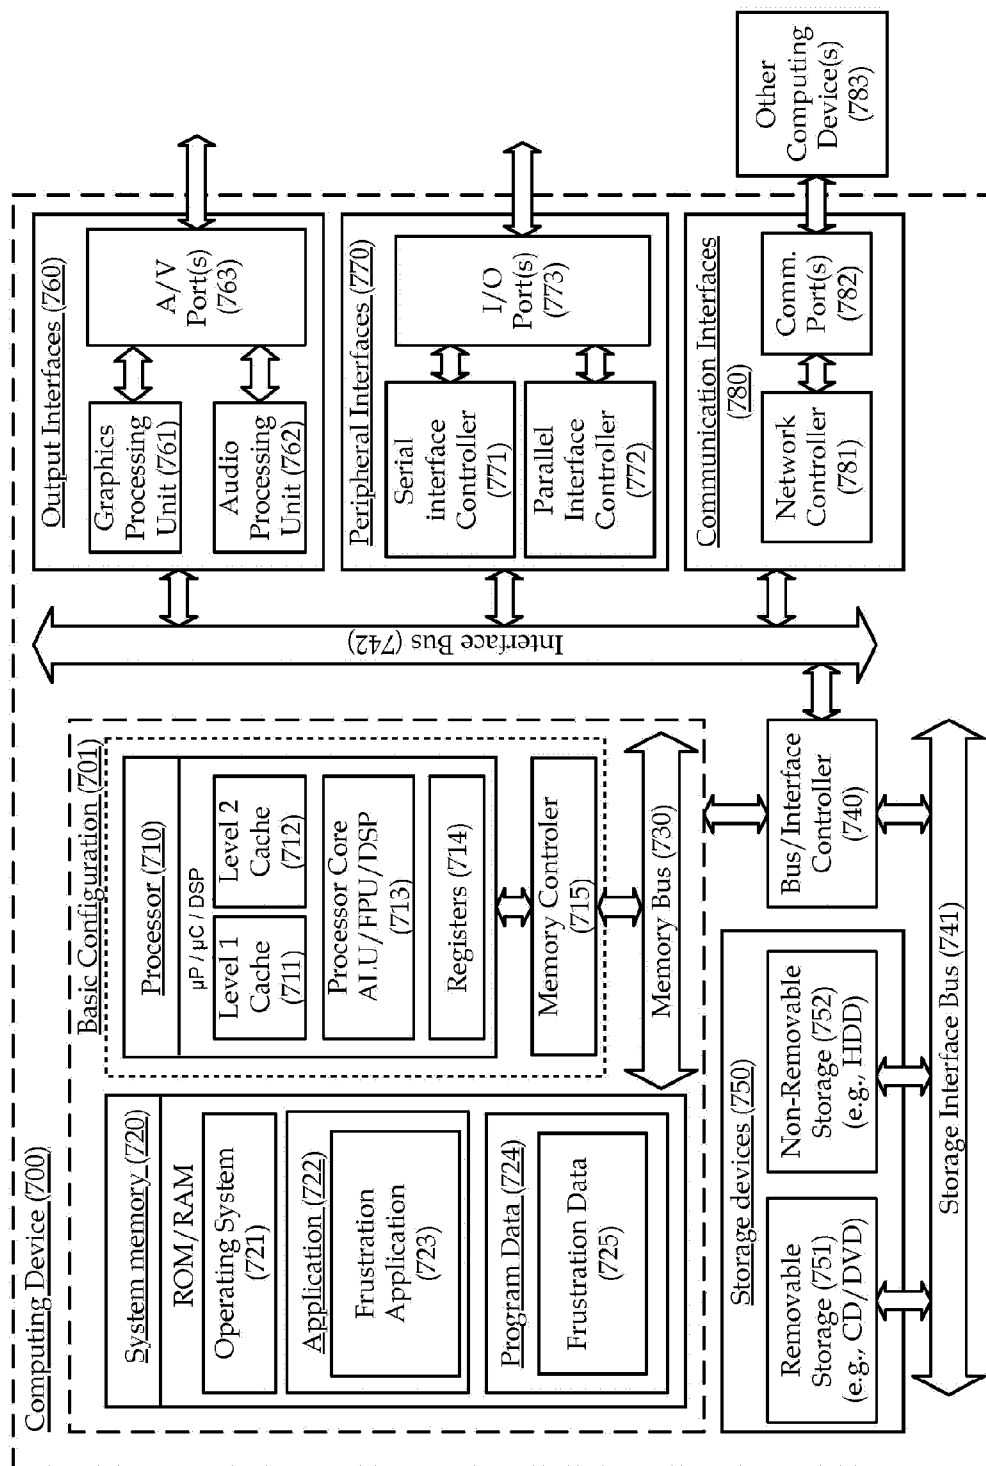 Computing Device (700)
Basic Configuration (701)
System memory (720)
ROM/RAM
Operating System
(721)
Application (722)
Frustration
Application
(723)
Program Data (724)
Frustration Data
(725)
Processor (710)
µP / µC / DSP
Level 1
Cache
(711)
Level 2
Cache
(712)
Processor Core
ALU/FPU/DSP
(713)
Registers (714)
Memory Controler
(715)
Memory Bus (730)
Bus/Interface
Controller
(740)
Interface Bus (742)
Output Interfaces (760)
Graphics
Processing
Unit (761)
Audio
Processing
Unit (762)
A/V
Port(s)
(763)
Peripheral Interfaces (770)
Serial
interface
Controller
(771)
Parallel
Interface
Controller
(772)
I/O
Port(s)
(773)
Communication Interfaces
(780)
Network
Controller
(781)
Comm.
Port(s)
(782)
Other
Computing
Device(s)
(783)
Storage devices (750)
Removable
Storage (751)
(e.g., CD/DVD)
Non-Removable
Storage (752)
(e.g., HDD)
Storage Interface Bus (741)